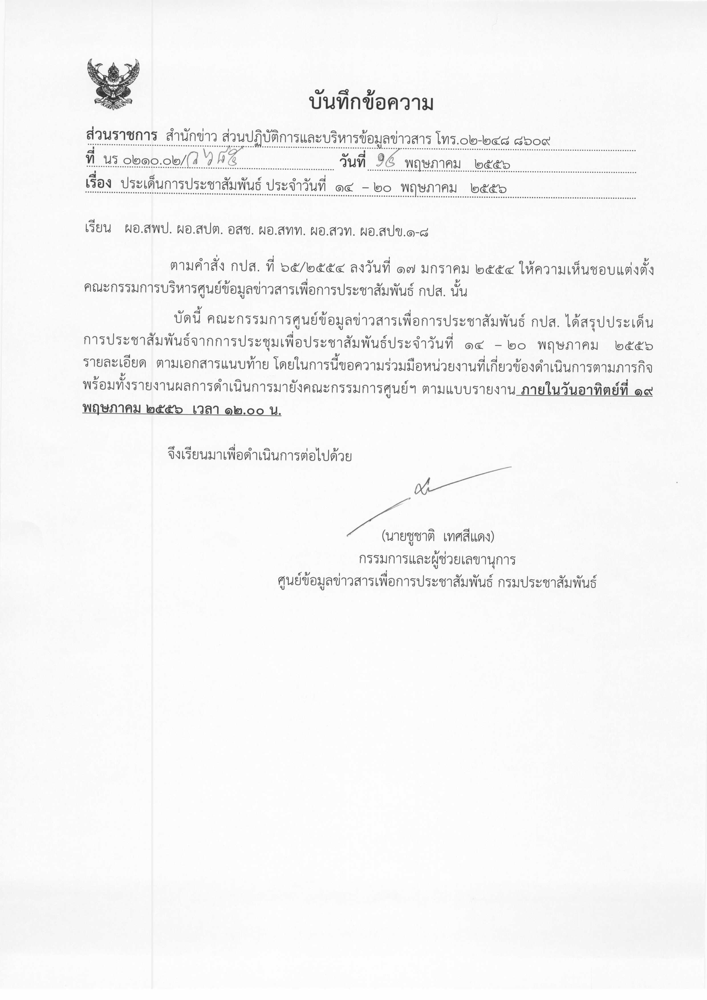 บันทึกข้อความ
ส่วนราชการ สำนักข่าว ส่วนปฏิบัติการและบริหารข้อมูลข่าวสาร โทร.๐๒-๒๔๘ ๘๖๐๙
ที่ นร ๐๒๑๐.๐๒/ วันที่ ๑๔ พฤษภาคม ๒๕๕๖
เรื่อง ประเด็นการประชาสัมพันธ์ ประจำวันที่ ๑๔ – ๒๐ พฤษภาคม ๒๕๕๖
เรียน ผอ.สพป. ผอ.สปต. อสช. ผอ.สทท. ผอ.สวท. ผอ.สปข.๑-๘
ตามคำสั่ง กปส. ที่ ๖๕/๒๕๕๔ ลงวันที่ ๑๗ มกราคม ๒๕๕๔ ให้ความเห็นชอบแต่งตั้ง
คณะกรรมการบริหารศูนย์ข้อมูลข่าวสารเพื่อการประชาสัมพันธ์ กปส. นั้น
บัดนี้ คณะกรรมการศูนย์ข้อมูลข่าวสารเพื่อการประชาสัมพันธ์ กปส. ได้สรุปประเด็น
การประชาสัมพันธ์จากการประชุมเพื่อประชาสัมพันธ์ประจำวันที่ ๑๔ – ๒๐ พฤษภาคม ๒๕๕๖
รายละเอียด ตามเอกสารแนบท้าย โดยในการนี้ขอความร่วมมือหน่วยงานที่เกี่ยวข้องดำเนินการตามภารกิจ
พร้อมทั้งรายงานผลการดำเนินการมายังคณะกรรมการศูนย์ฯ ตามแบบรายงาน ภายในวันอาทิตย์ที่ ๑๙
พฤษภาคม ๒๕๕๖ เวลา ๑๒.๐๐ น.
จึงเรียนมาเพื่อดำเนินการต่อไปด้วย
(นายชูชาติ เทศสีแดง)
กรรมการและผู้ช่วยเลขานุการ
ศูนย์ข้อมูลข่าวสารเพื่อการประชาสัมพันธ์ กรมประชาสัมพันธ์